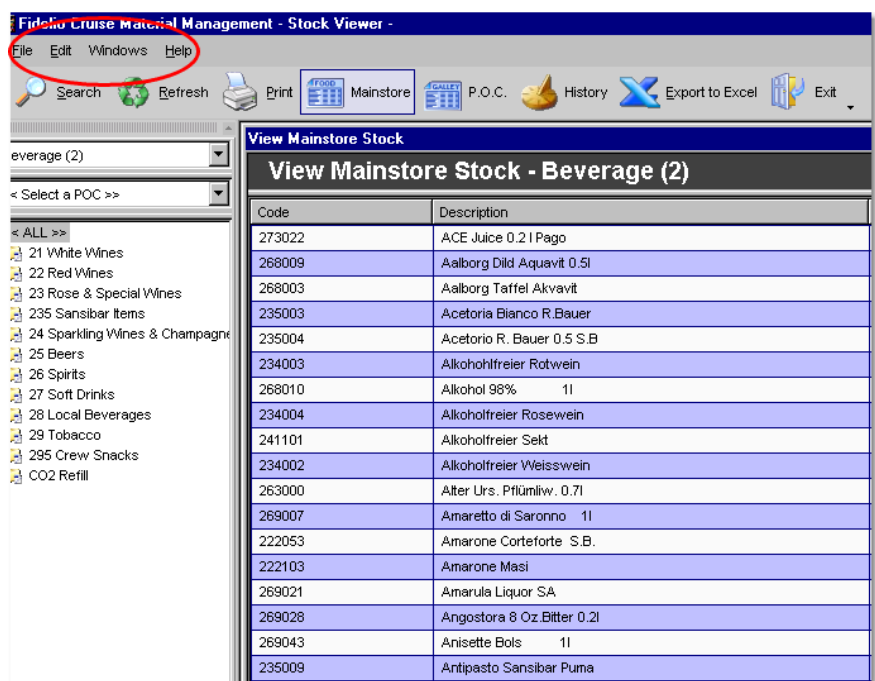 Fidelio Cruise Material Management - Stock Viewer -
File Edit Windows Help
Search Refresh Print FOOD Mainstore GALLEY P.O.C. History Export to Excel Exit
View Mainstore Stock
everage (2)
View Mainstore Stock - Beverage (2)
< Select a POC >>
Code Description
< ALL >>
21 White Wines
22 Red Wines
23 Rose & Special Wines
235 Sansibar Items
24 Sparkling Wines & Champagne
25 Beers
26 Spirits
27 Soft Drinks
28 Local Beverages
29 Tobacco
295 Crew Snacks
CO2 Refill
273022 ACE Juice 0.2 l Pago
268009 Aalborg Dild Aquavit 0.5l
268003 Aalborg Taffel Akvavit
235003 Acetoria Bianco R.Bauer
235004 Acetorio R. Bauer 0.5 S.B
234003 Alkohohlfreier Rotwein
268010 Alkohol 98% 1l
234004 Alkoholfreier Rosewein
241101 Alkoholfreier Sekt
234002 Alkoholfreier Weisswein
263000 Alter Urs. Pflümliw. 0.7l
269007 Amaretto di Saronno 1l
222053 Amarone Corteforte S.B.
222103 Amarone Masi
269021 Amarula Liquor SA
269028 Angostora 8 Oz.Bitter 0.2l
269043 Anisette Bols 1l
235009 Antipasto Sansibar Puma